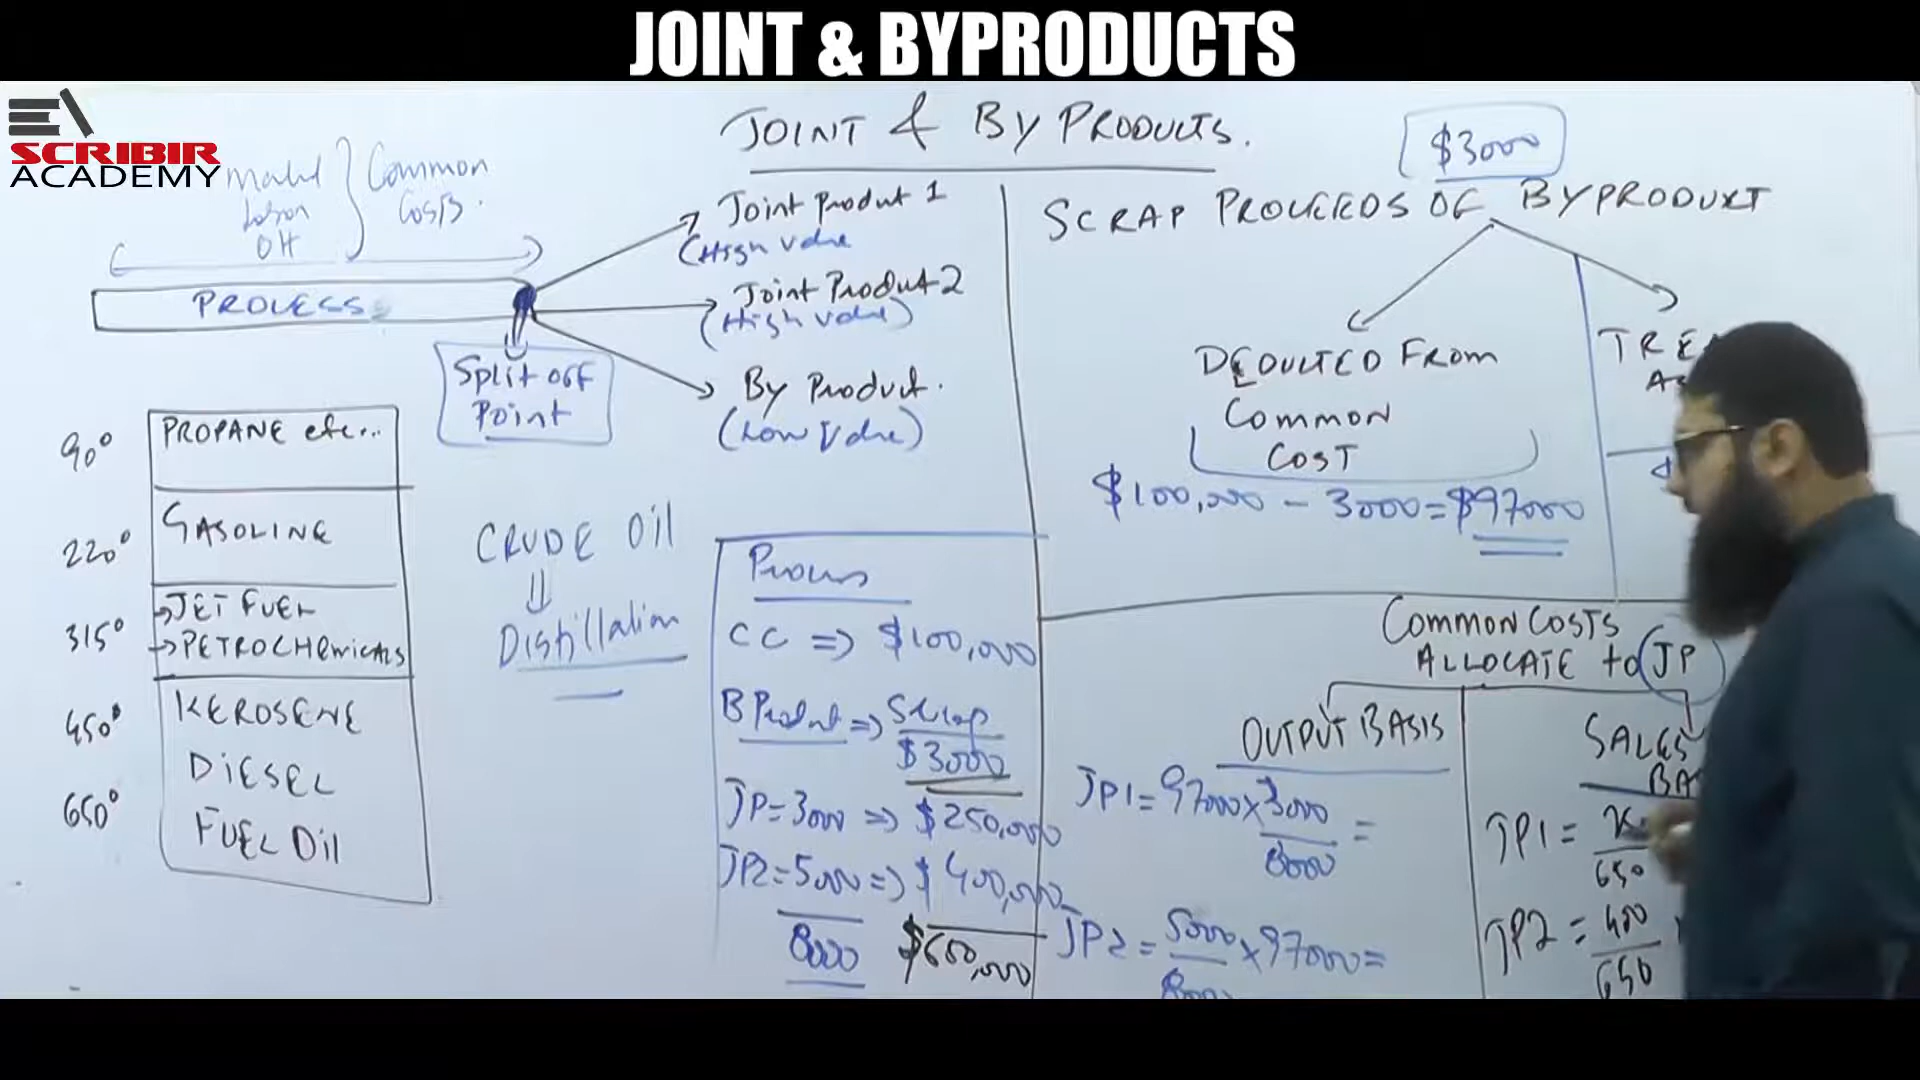 JOINT & BYPRODUCTS
SCRIBIR
ACADEMY
JOINT & BY PRODUCTS.
Common
Costs.
OH
PROCESS
Split off
Point
Joint Product 1
(High Value
Joint Product 2
(High Value)
By Product.
(Low Value)
90°
PROPANE etc...
220°
GASOLINE
315°
→JET FUEL
→PETROCHEMICALS
450°
KEROSENE
DIESEL
650°
FUEL OIL
CRUDE OIL
Distillation
Process
CC => $100,000
B Product => Scrap
$3000
JP=3000 => $250,000
JP2=5000=> $400,000
8000 $650,000
$3000
SCRAP PROCEEDS OF BYPRODUCT
DEDUCTED FROM
COMMON
COST
$100,000 - 3000=$97000
TREA
COMMON COSTS
ALLOCATE to JP
OUTPUT BASIS
JP1=97000×3000
8000 =
JP2=5000×97000=
8000
SALES
BA
JP1 =
650
JP2 = 400
650